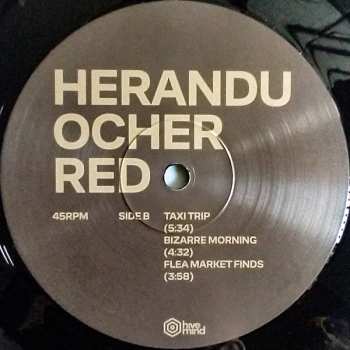 HERANDU
OCHER
RED
45RPM SIDE B TAXI TRIP
(5:34)
BIZARRE MORNING
(4:32)
FLEA MARKET FINDS
(3:58)
hive
mind